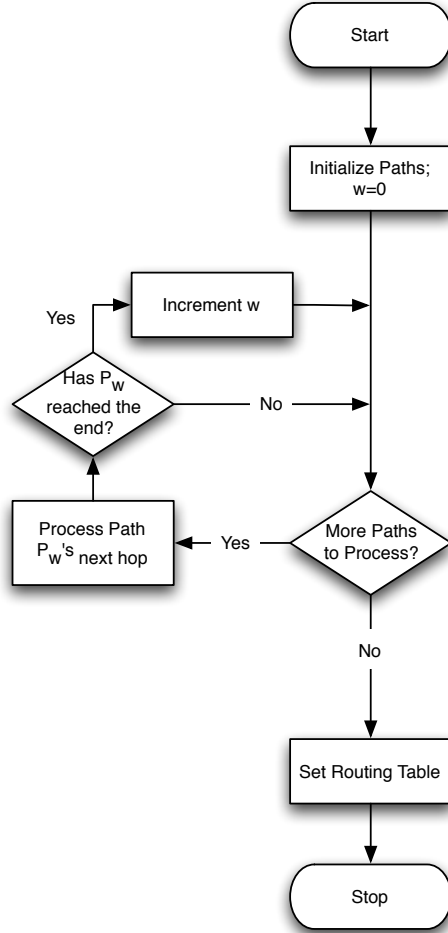 Start
Initialize Paths;
w=0
Increment w
Yes
Has Pw
reached the
end?
No
More Paths
to Process?
Yes
Process Path
Pw's next hop
No
Set Routing Table
Stop